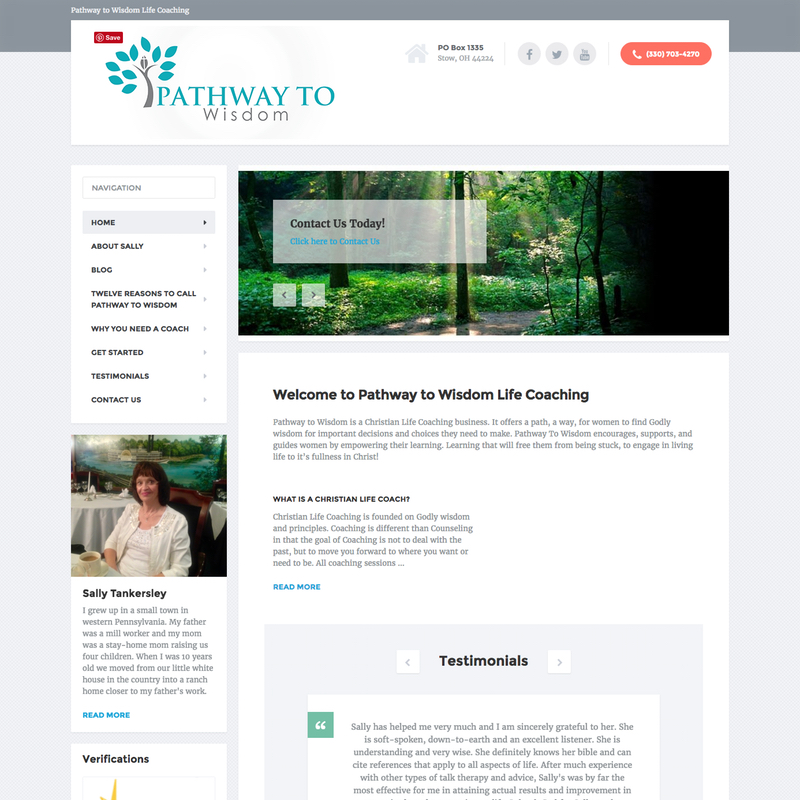 Pathway to Wisdom Life Coaching
Save
PATHWAY TO
Wisdom
PO Box 1335
Stow, OH 44224
(330) 703-4270
NAVIGATION
HOME
ABOUT SALLY
BLOG
TWELVE REASONS TO CALL
PATHWAY TO WISDOM
WHY YOU NEED A COACH
GET STARTED
TESTIMONIALS
CONTACT US
Sally Tankersley
I grew up in a small town in
western Pennsylvania. My father
was a mill worker and my mom
was a stay-home mom raising us
four children. When I was 10 years
old we moved from our little white
house in the country into a ranch
home closer to my father's work.
READ MORE
Verifications
Contact Us Today!
Click here to Contact Us
Welcome to Pathway to Wisdom Life Coaching
Pathway to Wisdom is a Christian Life Coaching business. It offers a path, a way, for women to find Godly
wisdom for important decisions and choices they need to make. Pathway To Wisdom encourages, supports, and
guides women by empowering their learning. Learning that will free them from being stuck, to engage in living
life to it's fullness in Christ!
WHAT IS A CHRISTIAN LIFE COACH?
Christian Life Coaching is founded on Godly wisdom
and principles. Coaching is different than Counseling
in that the goal of Coaching is not to deal with the
past, but to move you forward to where you want or
need to be. All coaching sessions ...
READ MORE
Testimonials
Sally has helped me very much and I am sincerely grateful to her. She
is soft-spoken, down-to-earth and an excellent listener. She is
understanding and very wise. She definitely knows her bible and can
cite references that apply to all aspects of life. After much experience
with other types of talk therapy and advice, Sally's was by far the
most effective for me in attaining actual results and improvement in